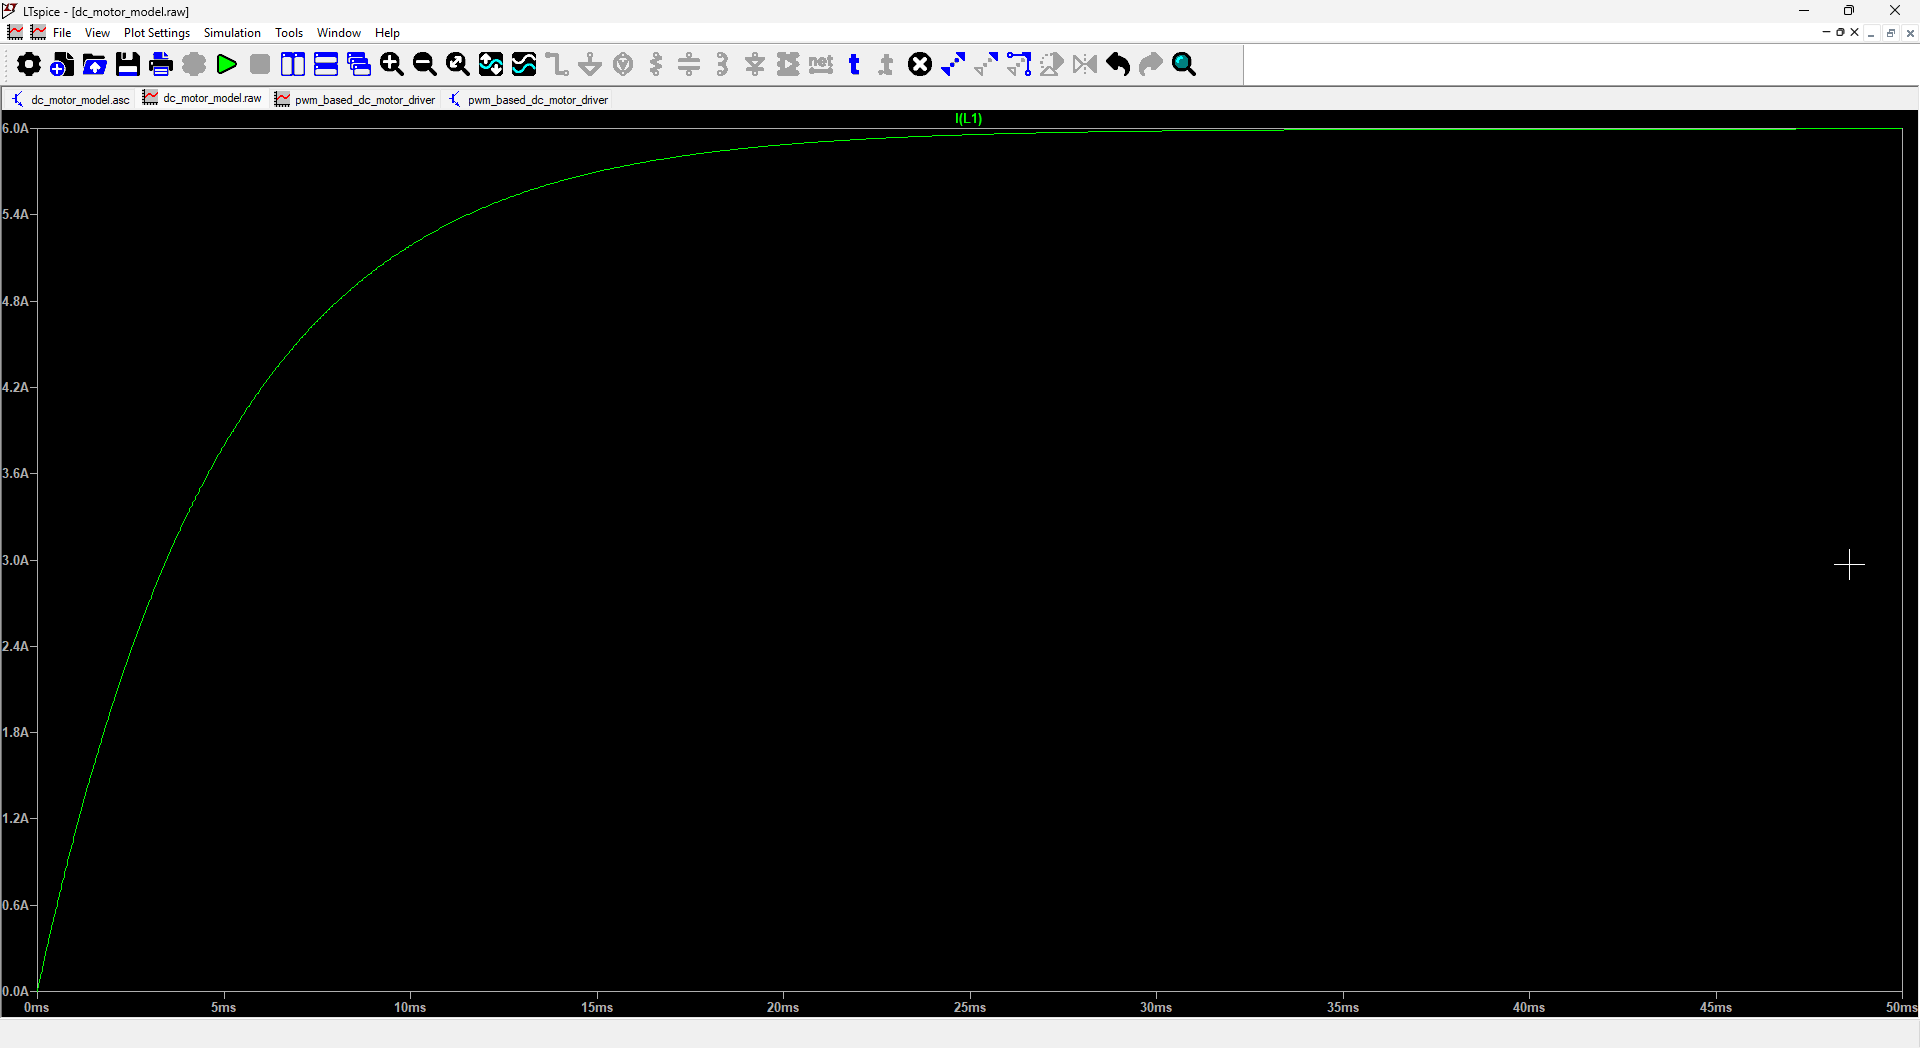 LTspice - [dc_motor_model.raw]
File View Plot Settings Simulation Tools Window Help
net t t
dc_motor_model.asc dc_motor_model.raw pwm_based_dc_motor_driver pwm_based_dc_motor_driver
I(L1)
6.0A
5.4A
4.8A
4.2A
3.6A
3.0A
2.4A
1.8A
1.2A
0.6A
0.0A
0ms 5ms 10ms 15ms 20ms 25ms 30ms 35ms 40ms 45ms 50ms